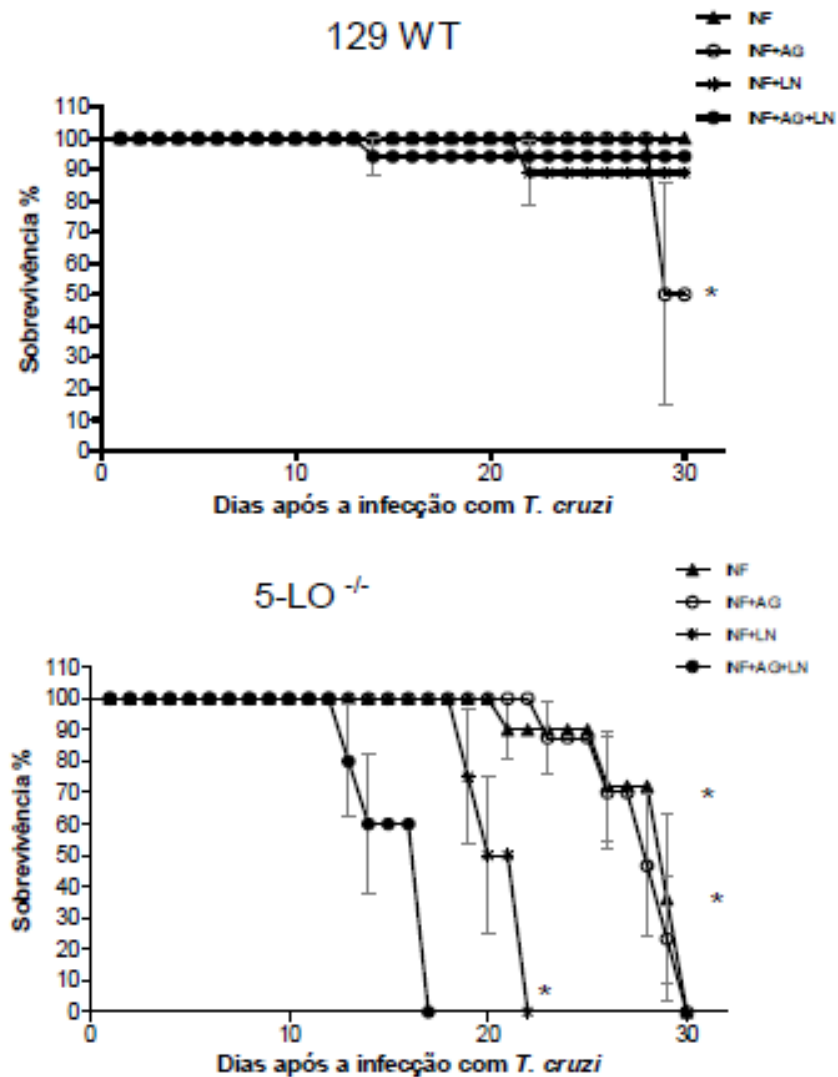 129 WT
INF
INF+AG
INF+LN
INF+AG+LN
110
100
90
80
70
60
50
40
30
20
10
0
Sobrevivência %
*
0 10 20 30
Dias após a infecção com T. cruzi
5-LO -/-
INF
INF+AG
INF+LN
INF+AG+LN
110
100
90
80
70
60
50
40
30
20
10
0
Sobrevivência %
*
*
*
0 10 20 30
Dias após a infecção com T. cruzi